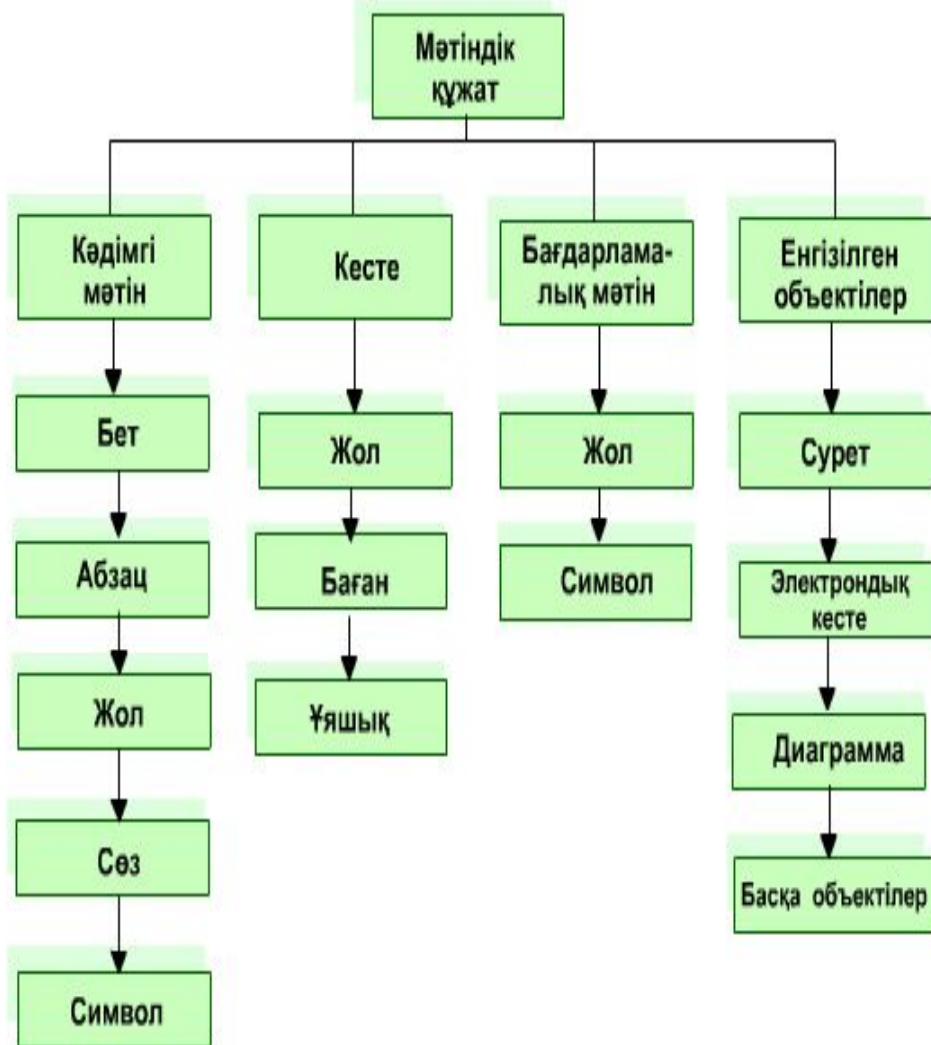 Мәтіндік
құжат
Кәдімгі
мәтін
Бет
Абзац
Жол
Сөз
Символ
Кесте
Жол
Баған
Ұяшық
Бағдарлама-
лық мәтін
Жол
Символ
Енгізілген
объектілер
Сурет
Электрондық
кесте
Диаграмма
Басқа объектілер